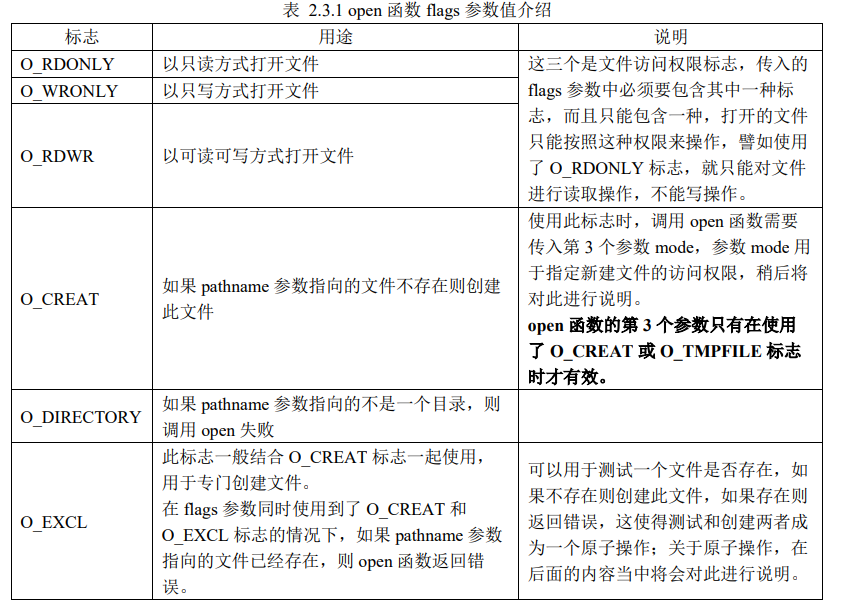 表 2.3.1 open 函数 flags 参数值介绍
标志 用途 说明
O_RDONLY 以只读方式打开文件
O_WRONLY 以只写方式打开文件
O_RDWR 以可读可写方式打开文件
这三个是文件访问权限标志，传入的
flags 参数中必须要包含其中一种标
志，而且只能包含一种，打开的文件
只能按照这种权限来操作，譬如使用
了 O_RDONLY 标志，就只能对文件
进行读取操作，不能写操作。
O_CREAT
如果 pathname 参数指向的文件不存在则创建
此文件
使用此标志时，调用 open 函数需要
传入第 3 个参数 mode，参数 mode 用
于指定新建文件的访问权限，稍后将
对此进行说明。
open 函数的第 3 个参数只有在使用
了 O_CREAT 或 O_TMPFILE 标志
时才有效。
O_DIRECTORY
如果 pathname 参数指向的不是一个目录，则
调用 open 失败
O_EXCL
此标志一般结合 O_CREAT 标志一起使用，
用于专门创建文件。
在 flags 参数同时使用到了 O_CREAT 和
O_EXCL 标志的情况下，如果 pathname 参数
指向的文件已经存在，则 open 函数返回错
误。
可以用于测试一个文件是否存在，如
果不存在则创建此文件，如果存在则
返回错误，这使得测试和创建两者成
为一个原子操作；关于原子操作，在
后面的内容当中将会对此进行说明。